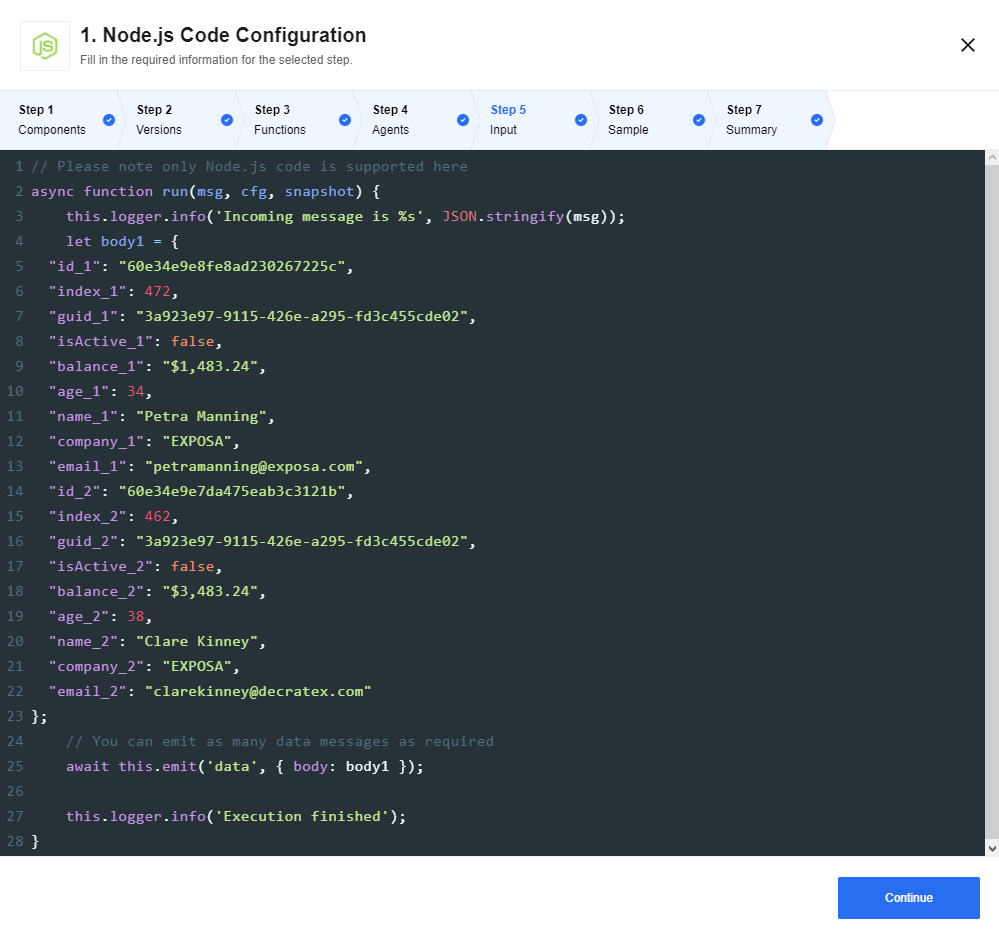 JS
1. Node.js Code Configuration
Fill in the required information for the selected step.
Step 1
Components
Step 2
Versions
Step 3
Functions
Step 4
Agents
Step 5
Input
Step 6
Sample
Step 7
Summary
1 // Please note only Node.js code is supported here
2 async function run(msg, cfg, snapshot) {
3     this.logger.info('Incoming message is %s', JSON.stringify(msg));
4     let body1 = {
5   "id_1": "60e34e9e8fe8ad230267225c",
6   "index_1": 472,
7   "guid_1": "3a923e97-9115-426e-a295-fd3c455cde02",
8   "isActive_1": false,
9   "balance_1": "$1,483.24",
10   "age_1": 34,
11   "name_1": "Petra Manning",
12   "company_1": "EXPOSA",
13   "email_1": "petramanning@exposa.com",
14   "id_2": "60e34e9e7da475eab3c3121b",
15   "index_2": 462,
16   "guid_2": "3a923e97-9115-426e-a295-fd3c455cde02",
17   "isActive_2": false,
18   "balance_2": "$3,483.24",
19   "age_2": 38,
20   "name_2": "Clare Kinney",
21   "company_2": "EXPOSA",
22   "email_2": "clarekinney@decratex.com"
23 };
24     // You can emit as many data messages as required
25     await this.emit('data', { body: body1 });
26
27     this.logger.info('Execution finished');
28 }
Continue